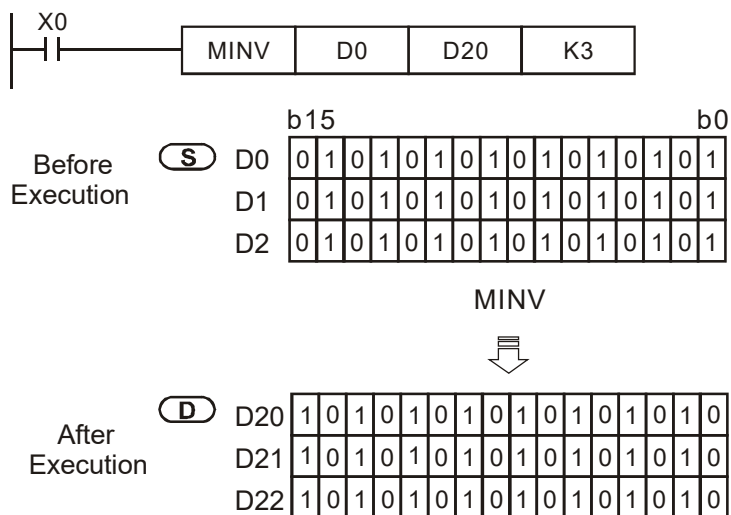 X0
MINV D0 D20 K3
b15 b0
Before Execution
S D0 0 1 0 1 0 1 0 1 0 1 0 1 0 1 0 1
D1 0 1 0 1 0 1 0 1 0 1 0 1 0 1 0 1
D2 0 1 0 1 0 1 0 1 0 1 0 1 0 1 0 1
MINV
After Execution
D D20 1 0 1 0 1 0 1 0 1 0 1 0 1 0 1 0
D21 1 0 1 0 1 0 1 0 1 0 1 0 1 0 1 0
D22 1 0 1 0 1 0 1 0 1 0 1 0 1 0 1 0